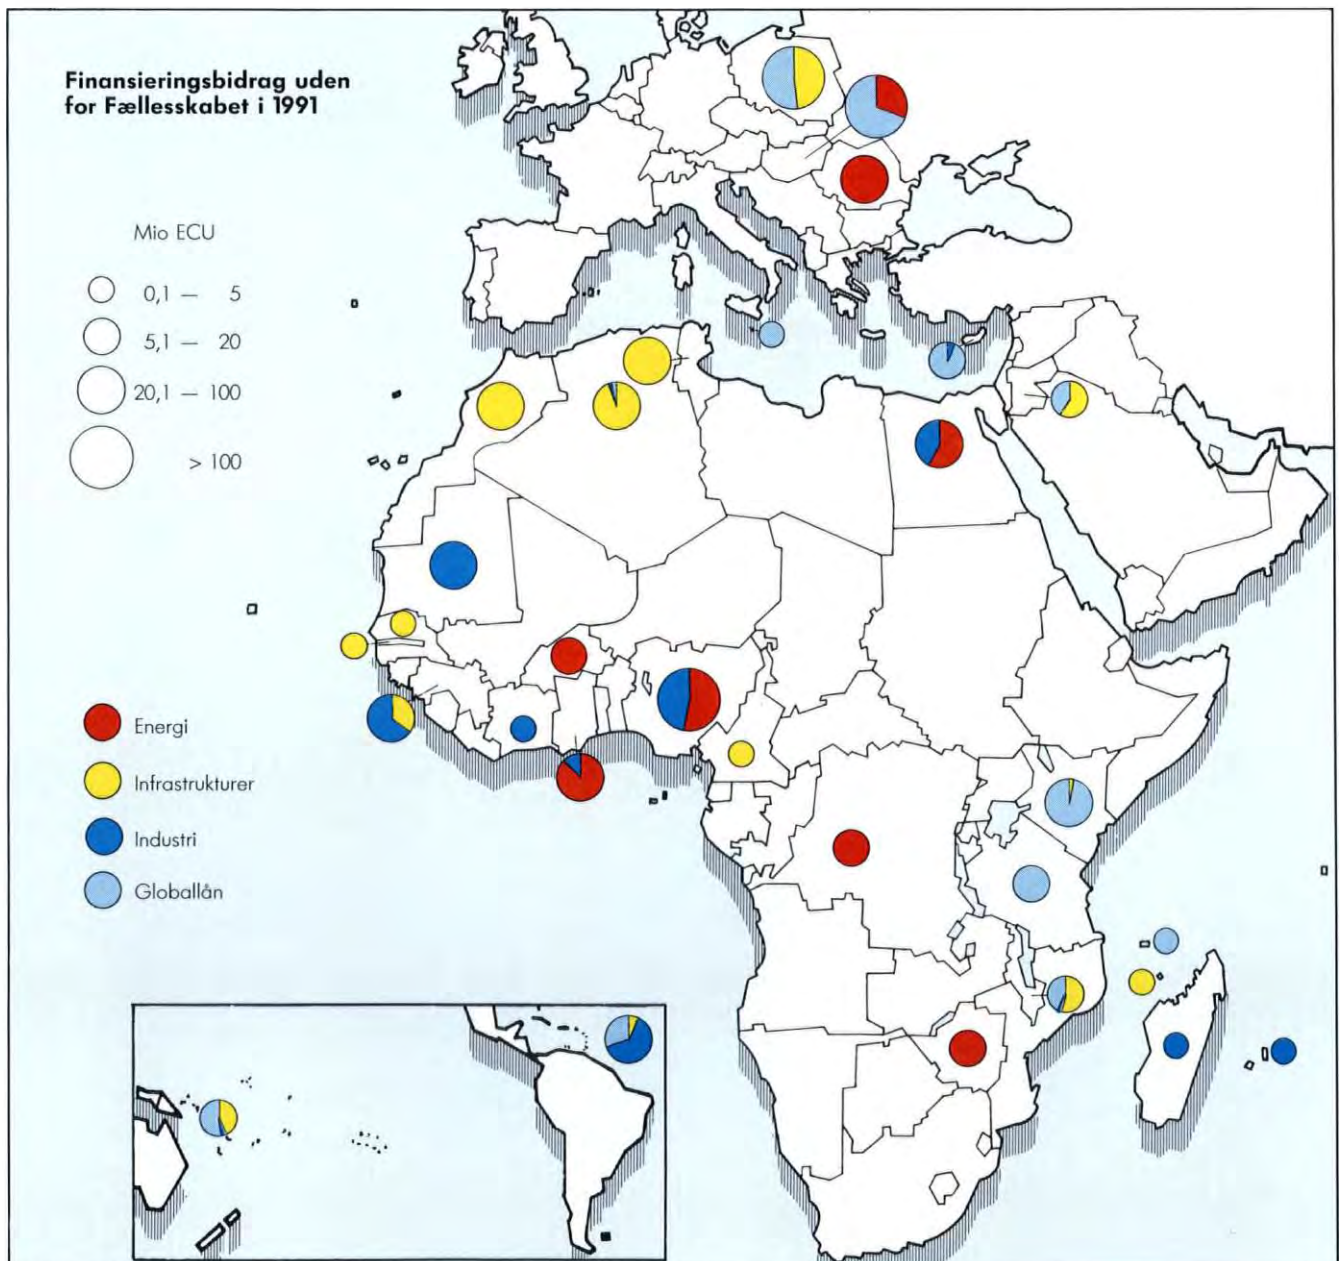 Finansieringsbidrag uden
for Fællesskabet i 1991
Mio ECU
0,1 — 5
5,1 — 20
20,1 — 100
> 100
Energi
Infrastrukturer
Industri
Globallån